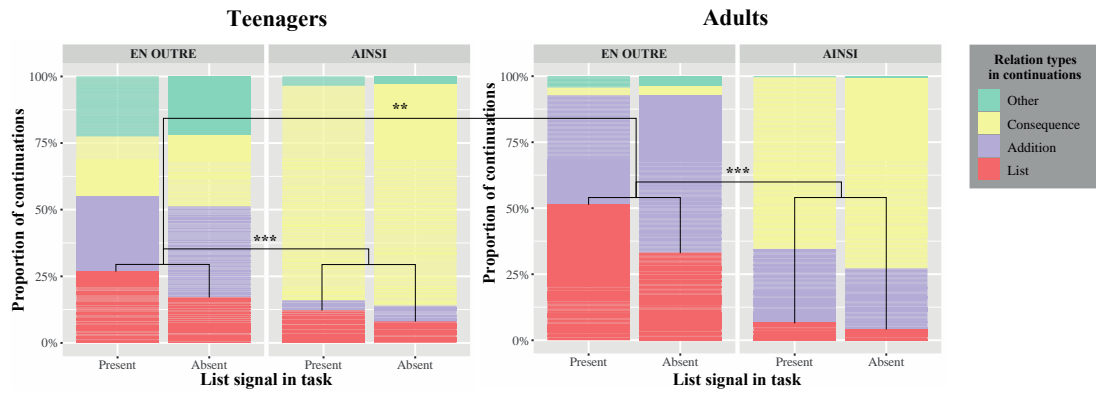 Teenagers
Adults
EN OUTRE
AINSI
EN OUTRE
AINSI
Relation types
in continuations
Other
Consequence
Addition
List
Proportion of continuations
100%
75%
50%
25%
0%
**
***
Present
Absent
Present
Absent
List signal in task
Proportion of continuations
100%
75%
50%
25%
0%
***
Present
Absent
Present
Absent
List signal in task